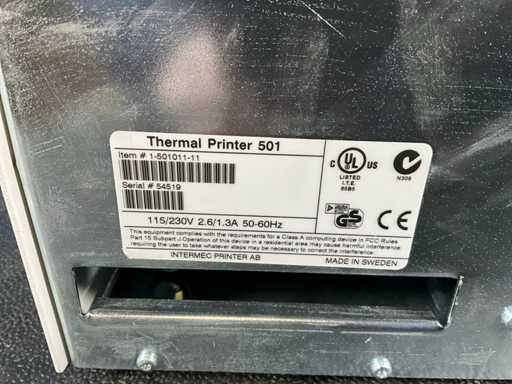 Thermal Printer 501
Item # 1-501011-11
Serial # 54519
115/230V 2.6/1.3A 50-60Hz
This equipment complies with the requirements for a Class A computing device in FCC Rules
Part 15 Subpart J.Operation of this device in a residential area may cause harmful interference
requiring the user to take whatever steps may be necessary to correct the interference.
INTERMEC PRINTER AB
MADE IN SWEDEN
C UL US
LISTED
I.T.E.
65B5
N309
GS
CE